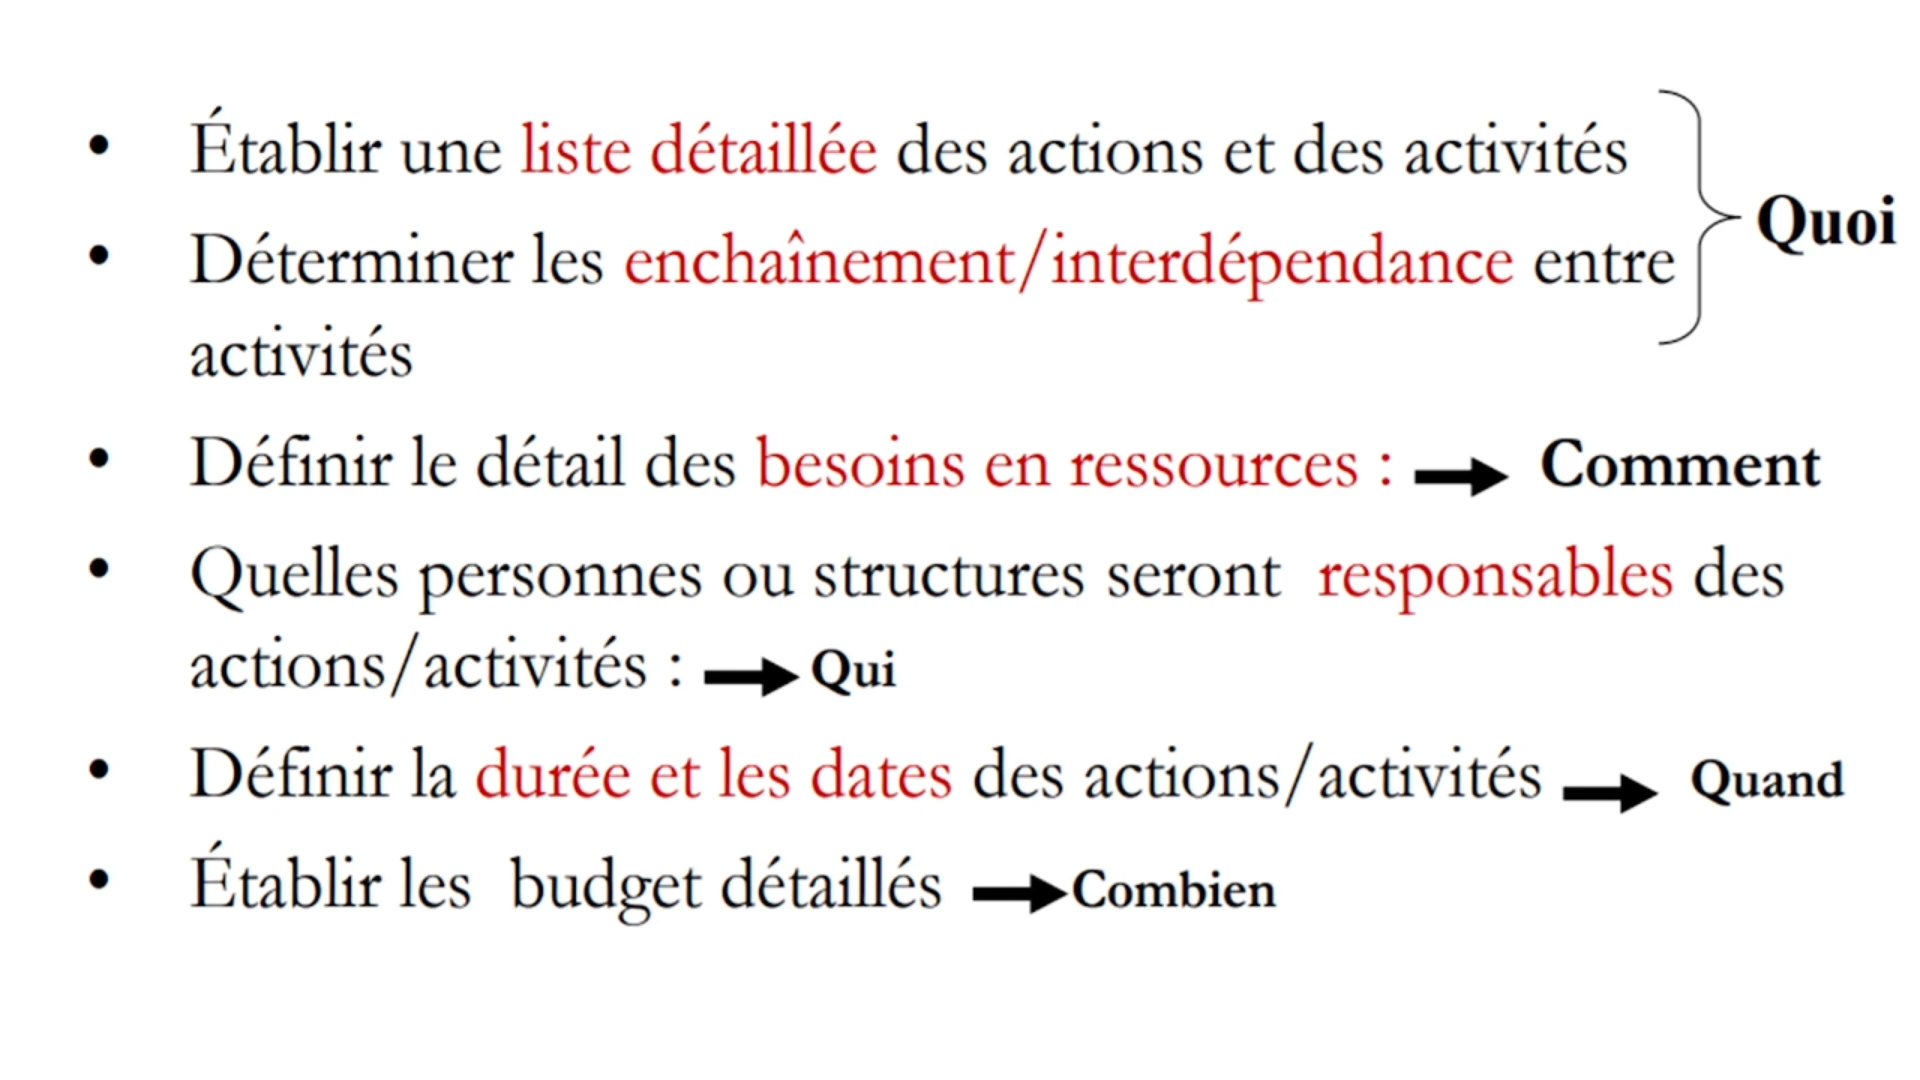 • Établir une liste détaillée des actions et des activités
Quoi
• Déterminer les enchaînement/interdépendance entre
activités
• Définir le détail des besoins en ressources : Comment
• Quelles personnes ou structures seront responsables des
actions/activités : Qui
• Définir la durée et les dates des actions/activités Quand
• Établir les budget détaillés Combien